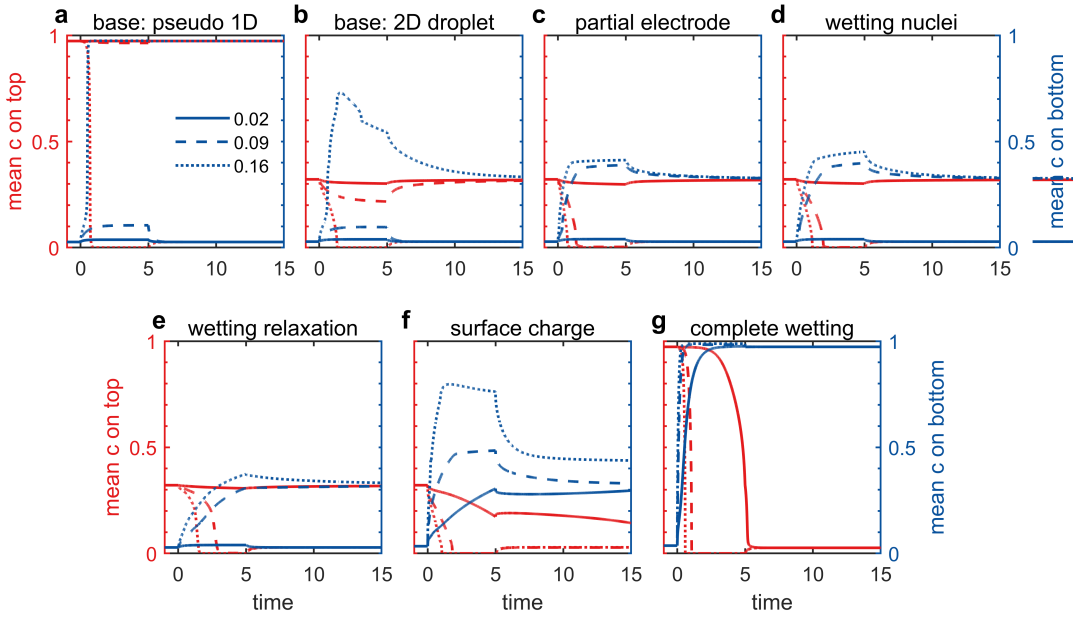 a base: pseudo 1D
b base: 2D droplet
c partial electrode
d wetting nuclei
1
0.5
0
mean c on top
0.02
0.09
0.16
1
0.5
0
mean c on bottom
0 5 10 15
0 5 10 15
0 5 10 15
0 5 10 15
e wetting relaxation
f surface charge
g complete wetting
1
0.5
0
mean c on top
1
0.5
0
mean c on bottom
0 5 10 15
0 5 10 15
0 5 10 15
time
time
time